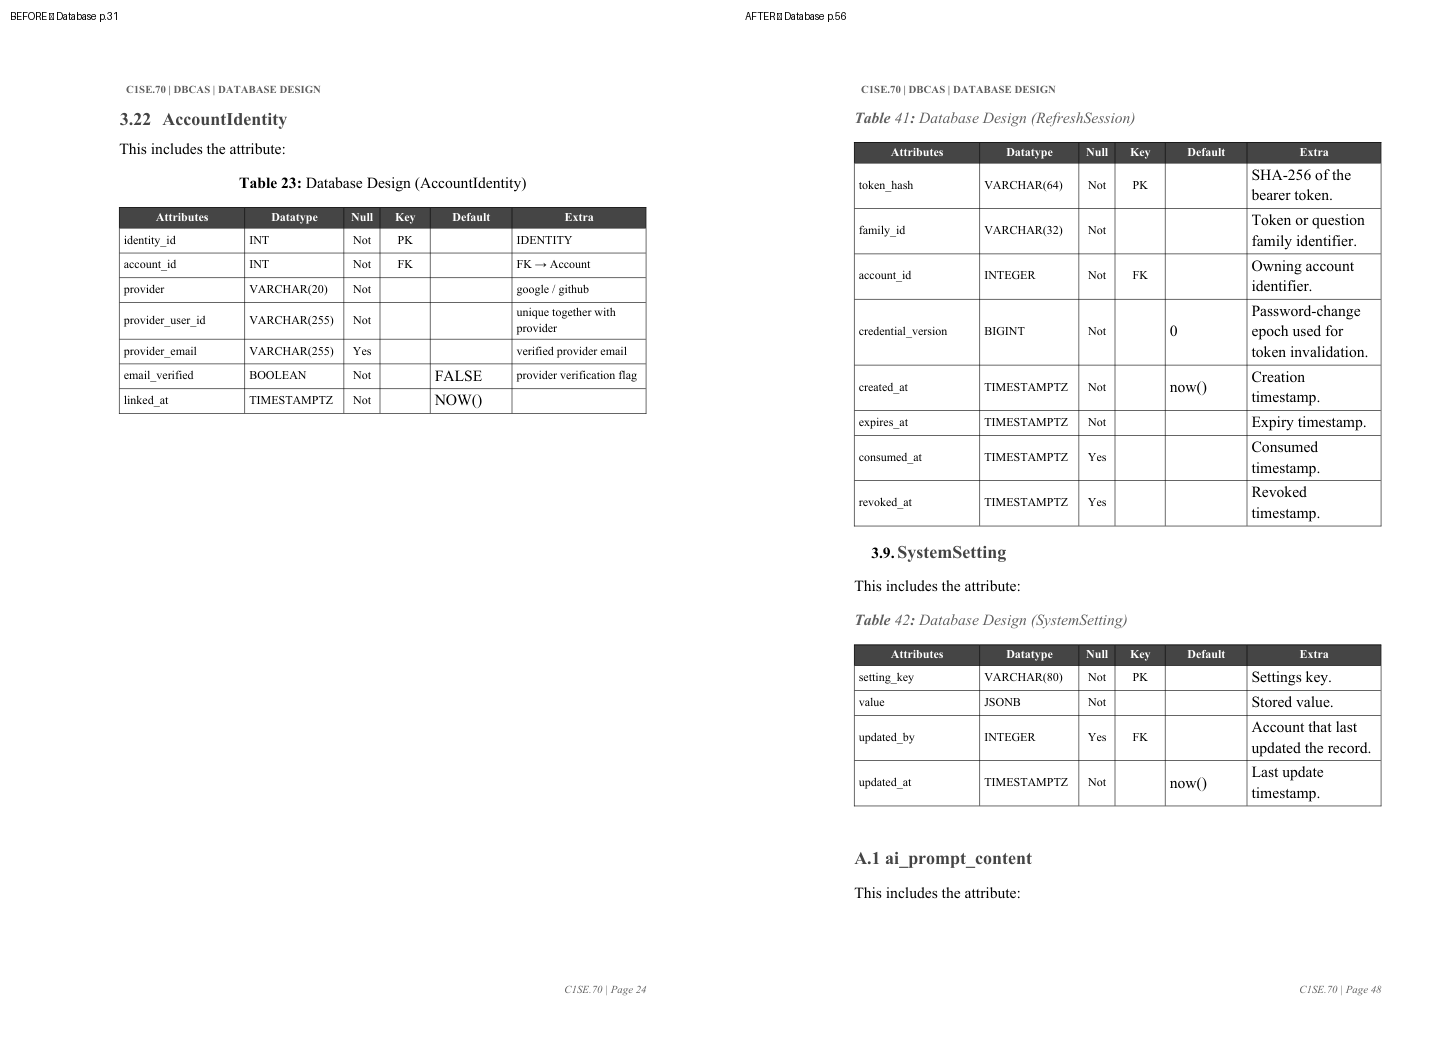 BEFORE Database p.31
C1SE.70 | DBCAS | DATABASE DESIGN
3.22 AccountIdentity
This includes the attribute:
Table 23: Database Design (AccountIdentity)
Attributes Datatype Null Key Default Extra
identity_id INT Not PK IDENTITY
account_id INT Not FK FK → Account
provider VARCHAR(20) Not google / github
provider_user_id VARCHAR(255) Not unique together with
provider
provider_email VARCHAR(255) Yes verified provider email
email_verified BOOLEAN Not FALSE provider verification flag
linked_at TIMESTAMPTZ Not NOW()
C1SE.70 | Page 24
AFTER Database p.56
C1SE.70 | DBCAS | DATABASE DESIGN
Table 41: Database Design (RefreshSession)
Attributes Datatype Null Key Default Extra
token_hash VARCHAR(64) Not PK SHA-256 of the
bearer token.
family_id VARCHAR(32) Not Token or question
family identifier.
account_id INTEGER Not FK Owning account
identifier.
credential_version BIGINT Not 0 Password-change
epoch used for
token invalidation.
created_at TIMESTAMPTZ Not now() Creation
timestamp.
expires_at TIMESTAMPTZ Not Expiry timestamp.
consumed_at TIMESTAMPTZ Yes Consumed
timestamp.
revoked_at TIMESTAMPTZ Yes Revoked
timestamp.
3.9. SystemSetting
This includes the attribute:
Table 42: Database Design (SystemSetting)
Attributes Datatype Null Key Default Extra
setting_key VARCHAR(80) Not PK Settings key.
value JSONB Not Stored value.
updated_by INTEGER Yes FK Account that last
updated the record.
updated_at TIMESTAMPTZ Not now() Last update
timestamp.
A.1 ai_prompt_content
This includes the attribute:
C1SE.70 | Page 48